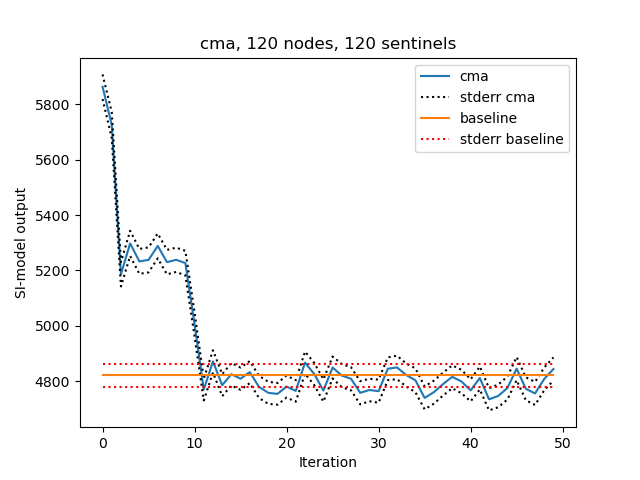 cma, 120 nodes, 120 sentinels
cma
stderr cma
baseline
stderr baseline
SI-model output
5800
5600
5400
5200
5000
4800
0 10 20 30 40 50
Iteration